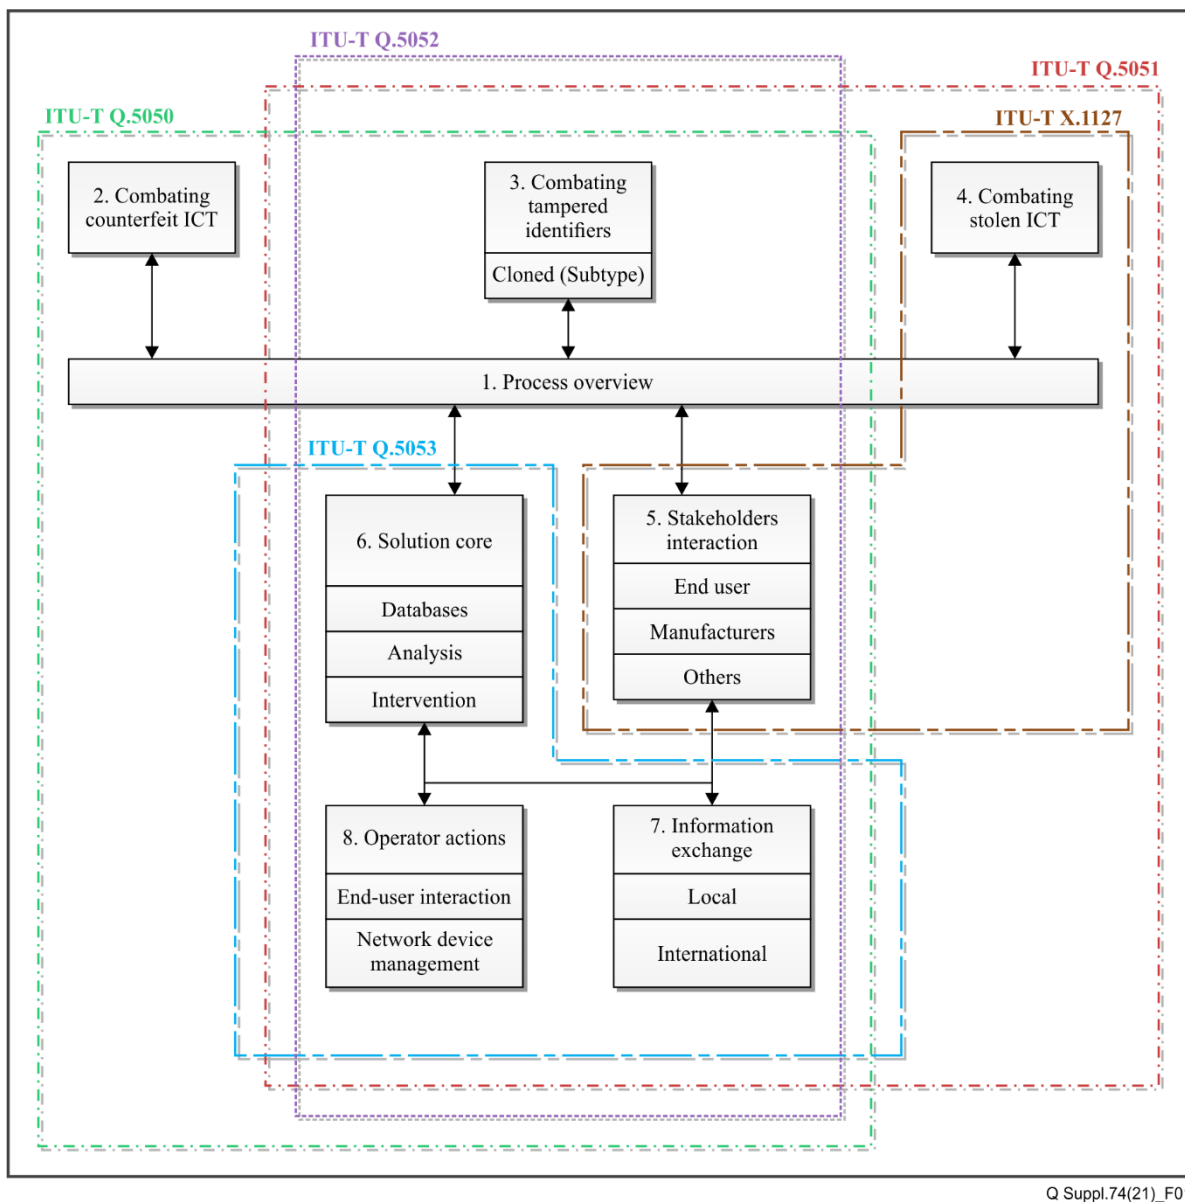 ITU-T Q.5052
ITU-T Q.5051
ITU-T Q.5050
ITU-T X.1127
2. Combating
counterfeit ICT
3. Combating
tampered
identifiers
Cloned (Subtype)
4. Combating
stolen ICT
1. Process overview
ITU-T Q.5053
6. Solution core
Databases
Analysis
Intervention
5. Stakeholders
interaction
End user
Manufacturers
Others
8. Operator actions
End-user interaction
Network device
management
7. Information
exchange
Local
International
Q Suppl.74(21)_F01